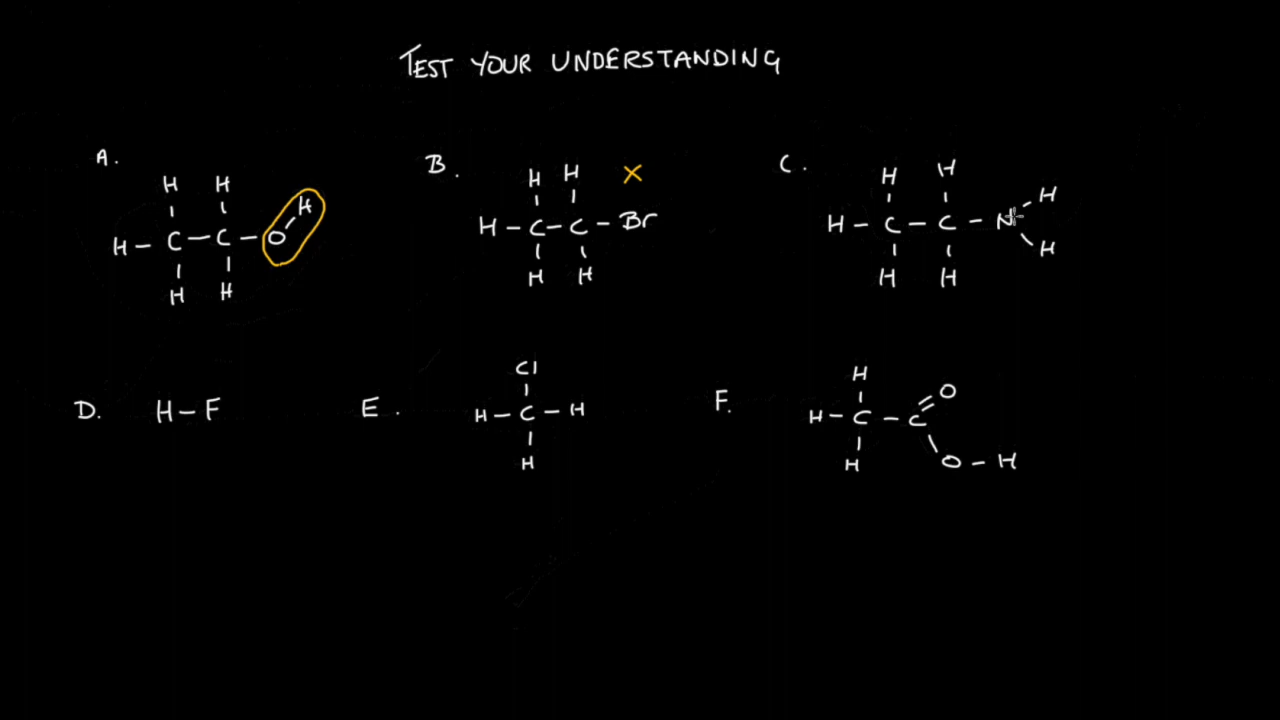 TEST YOUR UNDERSTANDING
A.
H H H
H – C – C – O
H H
B.
H H X
H – C – C – Br
H H
C.
H H H
H – C – C – N
H H H
D. H – F
E.
Cl
H – C – H
H
F.
H O
H – C – C
H O – H